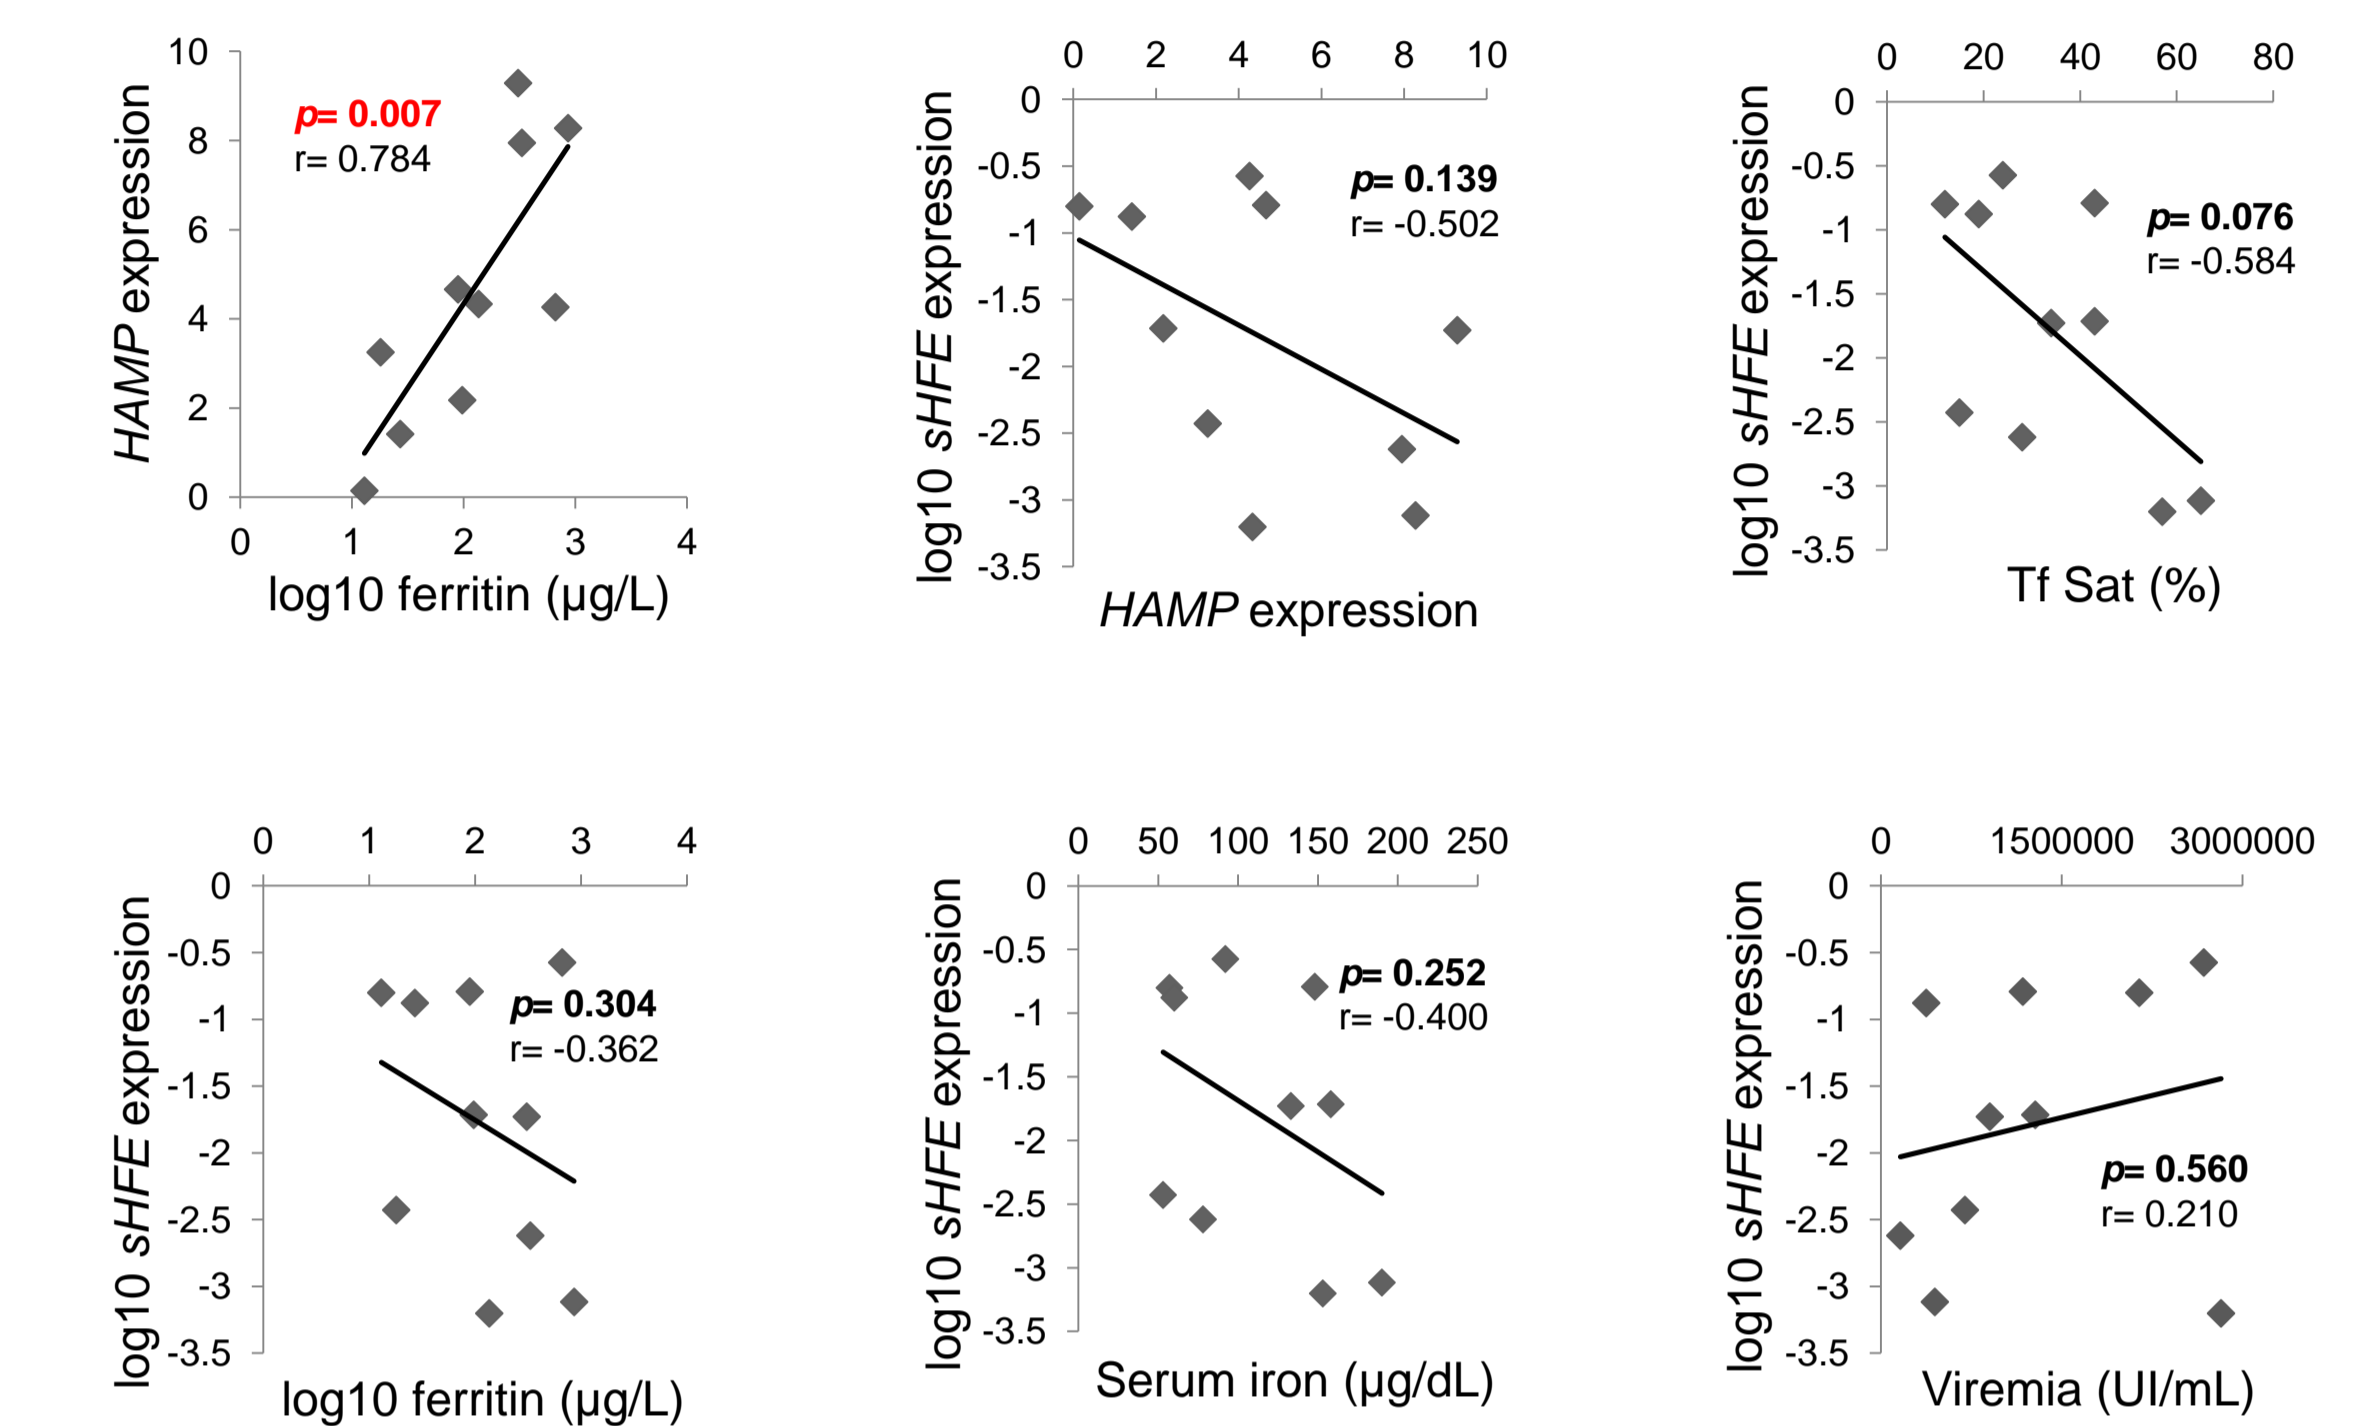 10
8
6
4
2
0
0 1 2 3 4
HAMP expression
log10 ferritin (µg/L)
p= 0.007
r= 0.784
0 2 4 6 8 10
0
-0.5
-1
-1.5
-2
-2.5
-3
-3.5
log10 sHFE expression
HAMP expression
p= 0.139
r= -0.502
0 20 40 60 80
0
-0.5
-1
-1.5
-2
-2.5
-3
-3.5
log10 sHFE expression
Tf Sat (%)
p= 0.076
r= -0.584
0 1 2 3 4
0
-0.5
-1
-1.5
-2
-2.5
-3
-3.5
log10 sHFE expression
log10 ferritin (µg/L)
p= 0.304
r= -0.362
0 50 100 150 200 250
0
-0.5
-1
-1.5
-2
-2.5
-3
-3.5
log10 sHFE expression
Serum iron (µg/dL)
p= 0.252
r= -0.400
0 15000000 30000000
0
-0.5
-1
-1.5
-2
-2.5
-3
-3.5
log10 sHFE expression
Viremia (UI/mL)
p= 0.560
r= 0.210